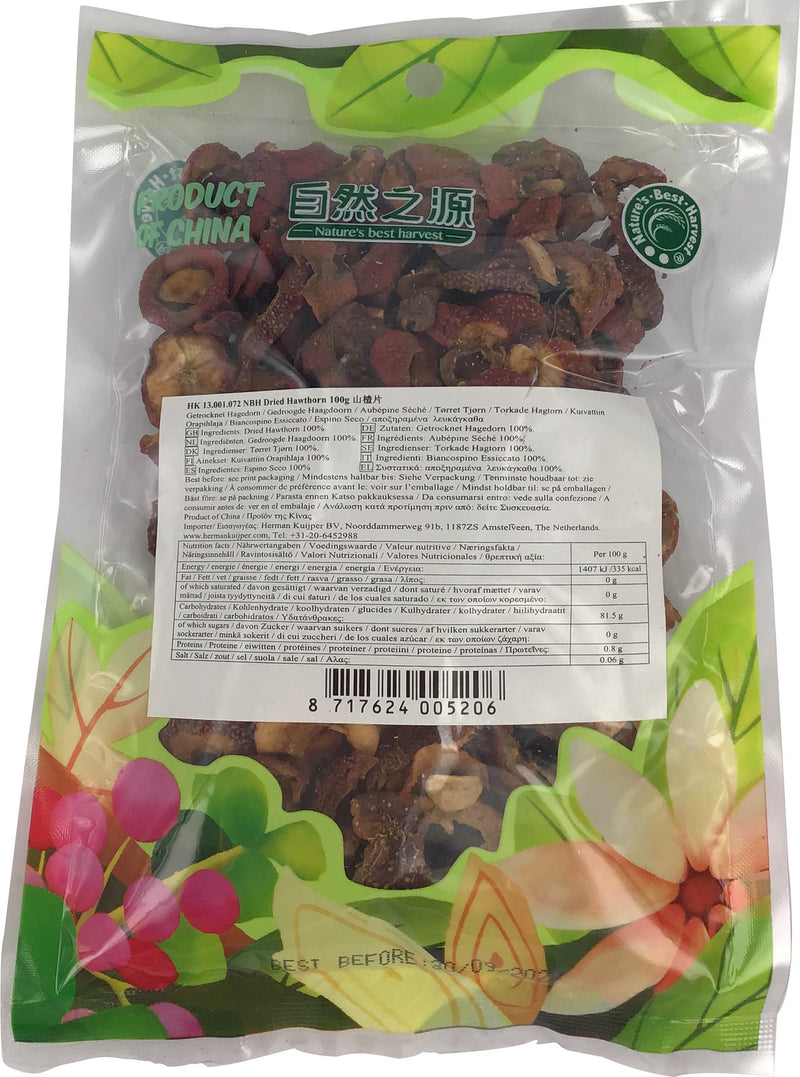 PRODUCT
OF CHINA
自然之源
Nature's best harvest
Nature's·Best·Harvest
®
HK 13.001.072 NBH Dried Hawthorn 100g 山楂片
Getrocknet Hagedorn / Gedroogde Haagdoorn / Aubépine Séché / Tørret Tjørn / Torkade Hagtorn / Kuivattin
Orapihlaja / Biancospino Essiccato / Espino Seco / αποξηραμένα λευκάγκαθα
GB Ingredients: Dried Hawthorn 100%.
DE Zutaten: Getrocknet Hagedorn 100%.
NL Ingrediënten: Gedroogde Haagdoorn 100%.
FR Ingrédients: Aubépine Séché 100%.
DK Ingredienser: Tørret Tjørn 100%.
SE Ingredienser: Torkade Hagtorn 100%.
FI Ainekset: Kuivattin Orapihlaja 100%
IT Ingredienti: Biancospino Essiccato 100%.
ES Ingredientes: Espino Seco 100%.
EL Συστατικά: αποξηραμένα λευκάγκαθα 100%.
Best before: see print packaging / Mindestens haltbar bis: Siehe Verpackung / Tenminste houdbaar tot: zie
verpakking / À consommer de préférence avant le: voir sur l'emballage / Mindst holdbar til: se på emballagen /
Bäst före: se på packning / Parasta ennen Katso pakkauksessa / Da consumarsi entro: vede sulla confezione / A
consumir antes de: ver en el embalaje / Ανάλωση κατά προτίμηση πριν από: δείτε Συσκευασία.
Product of China / Προϊόν της Κίνας
Importer/ Εισαγωγέας: Herman Kuijper BV, Noorddammerweg 91b, 1187ZS Amstelveen, The Netherlands.
www.hermankuijper.com, Tel: +31-20-6452988
Nutrition facts / Nährwertangaben / Voedingswaarde / Valeur nutritive / Næringsfakta /
Näringsinnehåll / Ravintosisältö / Valori Nutrizionali / Valores Nutricionales / θρεπτική αξία:
Per 100 g
Energy / energie / énergie / energi / energia / energía / Ενέργεια:
1407 kJ /335 kcal
Fat / Fett / vet / graisse / fedt / fett / rasva / grasso / grasa / λίπος:
0 g
of which saturated / davon gesättigt / waarvan verzadigd / dont saturé / hvoraf mættet / varav
mättad / joista tyydyttyneitä / di cui saturi / de los cuales saturado / εκ των οποίων κορεσμένο:
0 g
Carbohydrates / Kohlenhydrate / koolhydraten / glucides / Kulhydrater / kolhydrater / hiilihydraatit
/ carboidrati / carbohidratos / Υδατάνθρακες:
81.5 g
of which sugars / davon Zucker / waarvan suikers / dont sucres / af hvilken sukkerarter / varav
sockerarter / minkä sokerit / di cui zuccheri / de los cuales azúcar / εκ των οποίων ζάχαρη:
0 g
Proteins / Proteine / eiwitten / protéines / proteiner / proteiini / proteine / proteínas / Πρωτεΐνες:
0.8 g
Salt / Salz / zout / sel / suola / sale / sal / Αλας:
0.06 g
8 717624 005206
BEST BEFORE:30/09/202